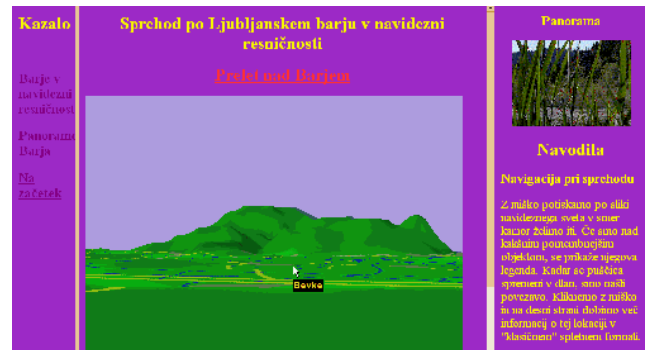 Kazalo
Barje v
navidezni
resničnosti
Panorame
Barja
Na
začetek
Sprehod po Ljubljanskem barju v navidezni
resničnosti
Prelet nad Barjem
Bevke
Panorama
Navodila
Navigacija pri sprehodu
Z miško potiskamo po sliki
navideznega sveta v smer
kamor želimo iti. Če smo nad
kakšnim pomembnejšim
objektom, se prikaže njegova
legenda. Kadar se puščica
spremeni v dlan, smo našli
povezavo. Kliknemo z miško
in na desni strani dobimo več
informacij o tej lokaciji v
"klasičnem" spletnem formatu.